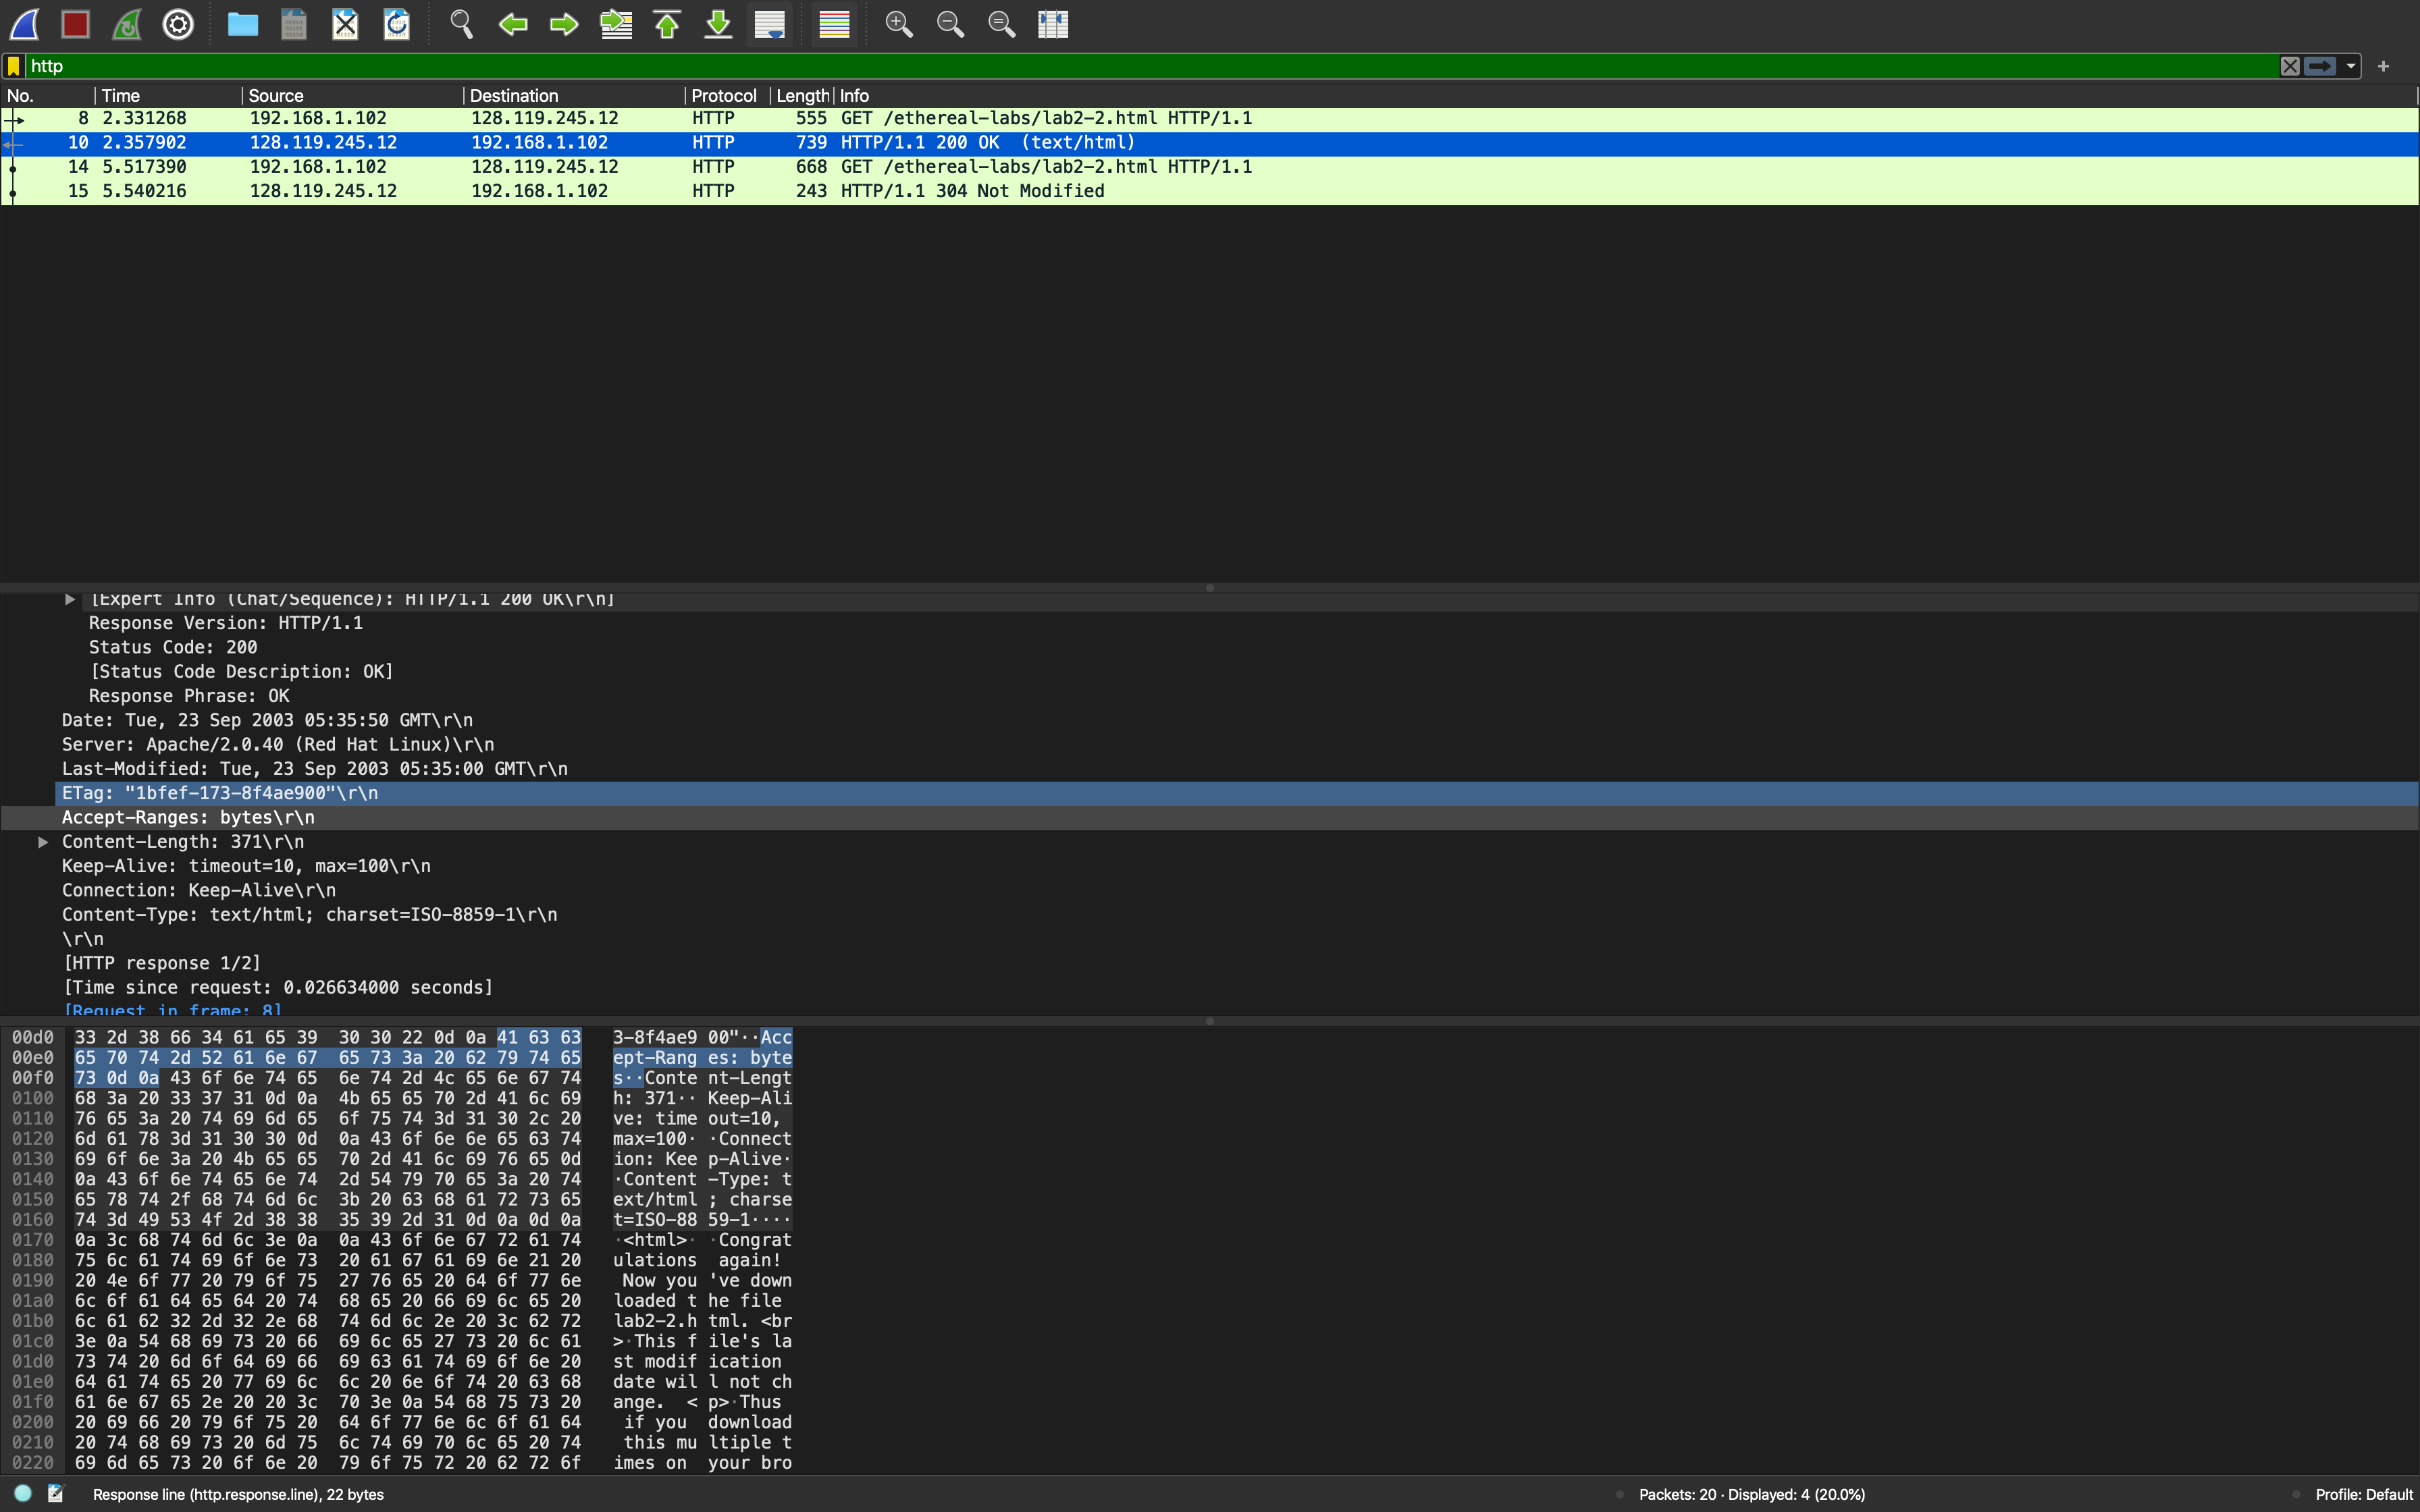 http
No. Time Source Destination Protocol Length Info
8 2.331268 192.168.1.102 128.119.245.12 HTTP 555 GET /ethereal-labs/lab2-2.html HTTP/1.1
10 2.357902 128.119.245.12 192.168.1.102 HTTP 739 HTTP/1.1 200 OK (text/html)
14 5.517390 192.168.1.102 128.119.245.12 HTTP 668 GET /ethereal-labs/lab2-2.html HTTP/1.1
15 5.540216 128.119.245.12 192.168.1.102 HTTP 243 HTTP/1.1 304 Not Modified
[Expert Info (Chat/Sequence): HTTP/1.1 200 OK\r\n]
Response Version: HTTP/1.1
Status Code: 200
[Status Code Description: OK]
Response Phrase: OK
Date: Tue, 23 Sep 2003 05:35:50 GMT\r\n
Server: Apache/2.0.40 (Red Hat Linux)\r\n
Last-Modified: Tue, 23 Sep 2003 05:35:00 GMT\r\n
ETag: "1bfef-173-8f4ae900"\r\n
Accept-Ranges: bytes\r\n
Content-Length: 371\r\n
Keep-Alive: timeout=10, max=100\r\n
Connection: Keep-Alive\r\n
Content-Type: text/html; charset=ISO-8859-1\r\n
\r\n
[HTTP response 1/2]
[Time since request: 0.026634000 seconds]
[Request in frame: 8]
00d0 33 2d 38 66 34 61 65 39 30 30 22 0d 0a 41 63 63 3-8f4ae9 00"··Acc
00e0 65 70 74 2d 52 61 6e 67 65 73 3a 20 62 79 74 65 ept-Rang es: byte
00f0 73 0d 0a 43 6f 6e 74 65 6e 74 2d 4c 65 6e 67 74 s··Conte nt-Lengt
0100 68 3a 20 33 37 31 0d 0a 4b 65 65 70 2d 41 6c 69 h: 371·· Keep-Ali
0110 76 65 3a 20 74 69 6d 65 6f 75 74 3d 31 30 2c 20 ve: time out=10,
0120 6d 61 78 3d 31 30 30 0d 0a 43 6f 6e 6e 65 63 74 max=100· ·Connect
0130 69 6f 6e 3a 20 4b 65 65 70 2d 41 6c 69 76 65 0d ion: Kee p-Alive·
0140 0a 43 6f 6e 74 65 6e 74 2d 54 79 70 65 3a 20 74 ·Content -Type: t
0150 65 78 74 2f 68 74 6d 6c 3b 20 63 68 61 72 73 65 ext/html ; charse
0160 74 3d 49 53 4f 2d 38 38 35 39 2d 31 0d 0a 0d 0a t=ISO-88 59-1····
0170 0a 3c 68 74 6d 6c 3e 0a 0a 43 6f 6e 67 72 61 74 ·<html>· ·Congrat
0180 75 6c 61 74 69 6f 6e 73 20 61 67 61 69 6e 21 20 ulations again!
0190 20 4e 6f 77 20 79 6f 75 27 76 65 20 64 6f 77 6e Now you 've down
01a0 6c 6f 61 64 65 64 20 74 68 65 20 66 69 6c 65 20 loaded t he file
01b0 6c 61 62 32 2d 32 2e 68 74 6d 6c 2e 20 3c 62 72 lab2-2.h tml. <br
01c0 3e 0a 54 68 69 73 20 66 69 6c 65 27 73 20 6c 61 >·This f ile's la
01d0 73 74 20 6d 6f 64 69 66 69 63 61 74 69 6f 6e 20 st modif ication
01e0 64 61 74 65 20 77 69 6c 6c 20 6e 6f 74 20 63 68 date wil l not ch
01f0 61 6e 67 65 2e 20 20 3c 70 3e 0a 54 68 75 73 20 ange. < p>·Thus
0200 20 69 66 20 79 6f 75 20 64 6f 77 6e 6c 6f 61 64 if you download
0210 20 74 68 69 73 20 6d 75 6c 74 69 70 6c 65 20 74 this mu ltiple t
0220 69 6d 65 73 20 6f 6e 20 79 6f 75 72 20 62 72 6f imes on your bro
Response line (http.response.line), 22 bytes Packets: 20 · Displayed: 4 (20.0%) Profile: Default